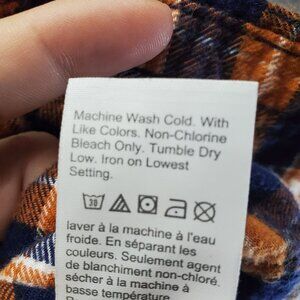 Machine Wash Cold. With
Like Colors. Non-Chlorine
Bleach Only. Tumble Dry
Low. Iron on Lowest
Setting.
30
laver à la machine à l'eau
froide. En séparant les
couleurs. Seulement agent
de blanchiment non-chloré.
sécher à la machine à
basse température.